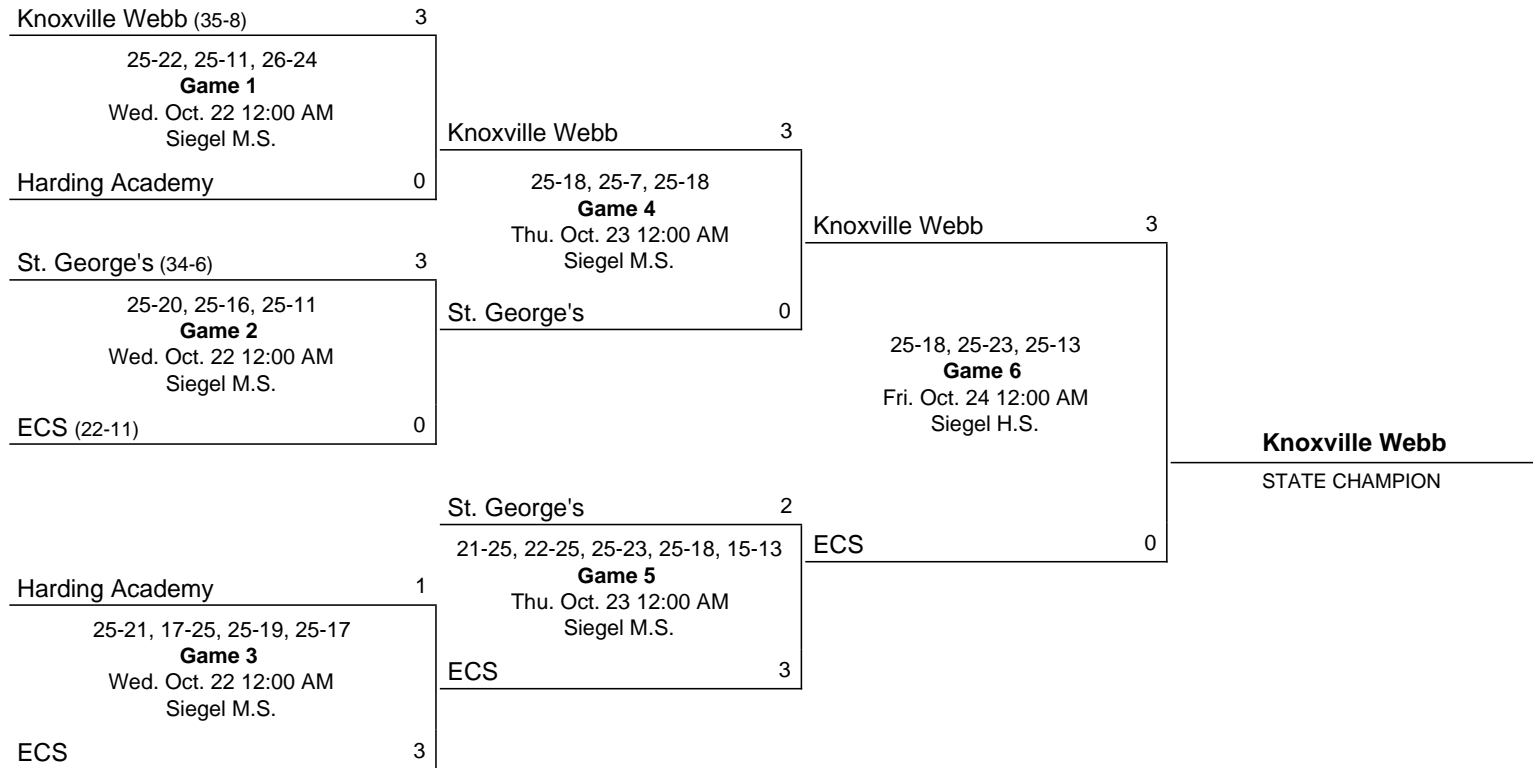 Knoxville Webb (35-8) 3
25-22, 25-11, 26-24
Game 1
Wed. Oct. 22 12:00 AM
Siegel M.S.
Harding Academy 0
St. George's (34-6) 3
25-20, 25-16, 25-11
Game 2
Wed. Oct. 22 12:00 AM
Siegel M.S.
ECS (22-11) 0
Harding Academy 1
25-21, 17-25, 25-19, 25-17
Game 3
Wed. Oct. 22 12:00 AM
Siegel M.S.
ECS 3
Knoxville Webb 3
25-18, 25-7, 25-18
Game 4
Thu. Oct. 23 12:00 AM
Siegel M.S.
St. George's 0
St. George's 2
21-25, 22-25, 25-23, 25-18, 15-13
Game 5
Thu. Oct. 23 12:00 AM
Siegel M.S.
ECS 3
Knoxville Webb 3
25-18, 25-23, 25-13
Game 6
Fri. Oct. 24 12:00 AM
Siegel H.S.
ECS 0
Knoxville Webb
STATE CHAMPION